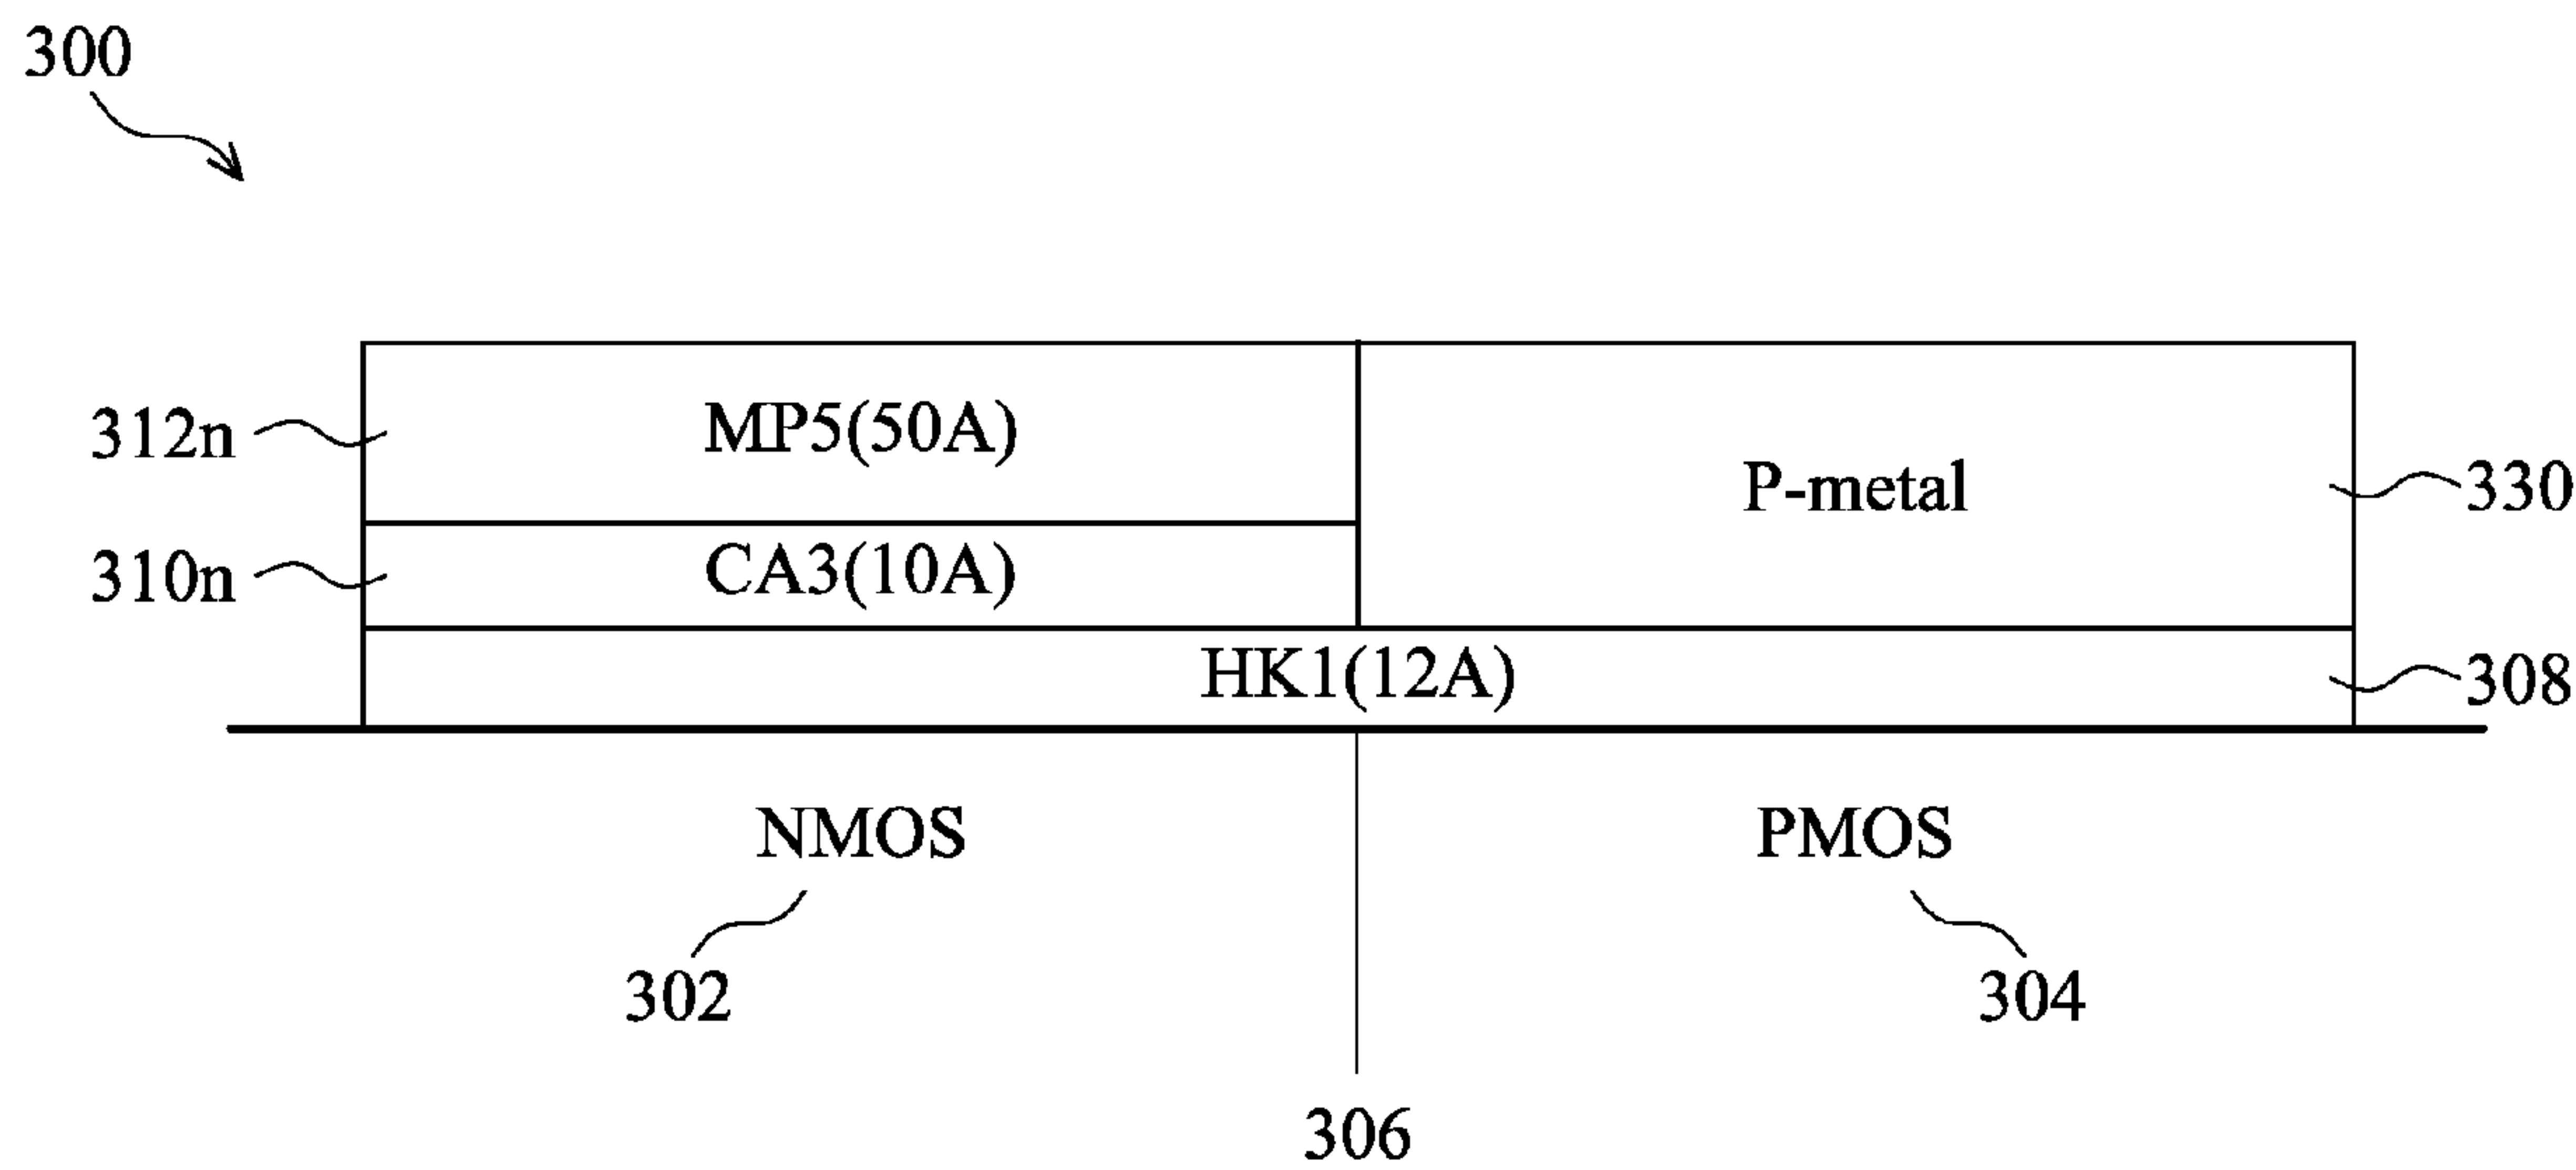 300
312n
MP5(50A)
P-metal
330
310n
CA3(10A)
HK1(12A)
308
NMOS
PMOS
302
304
306